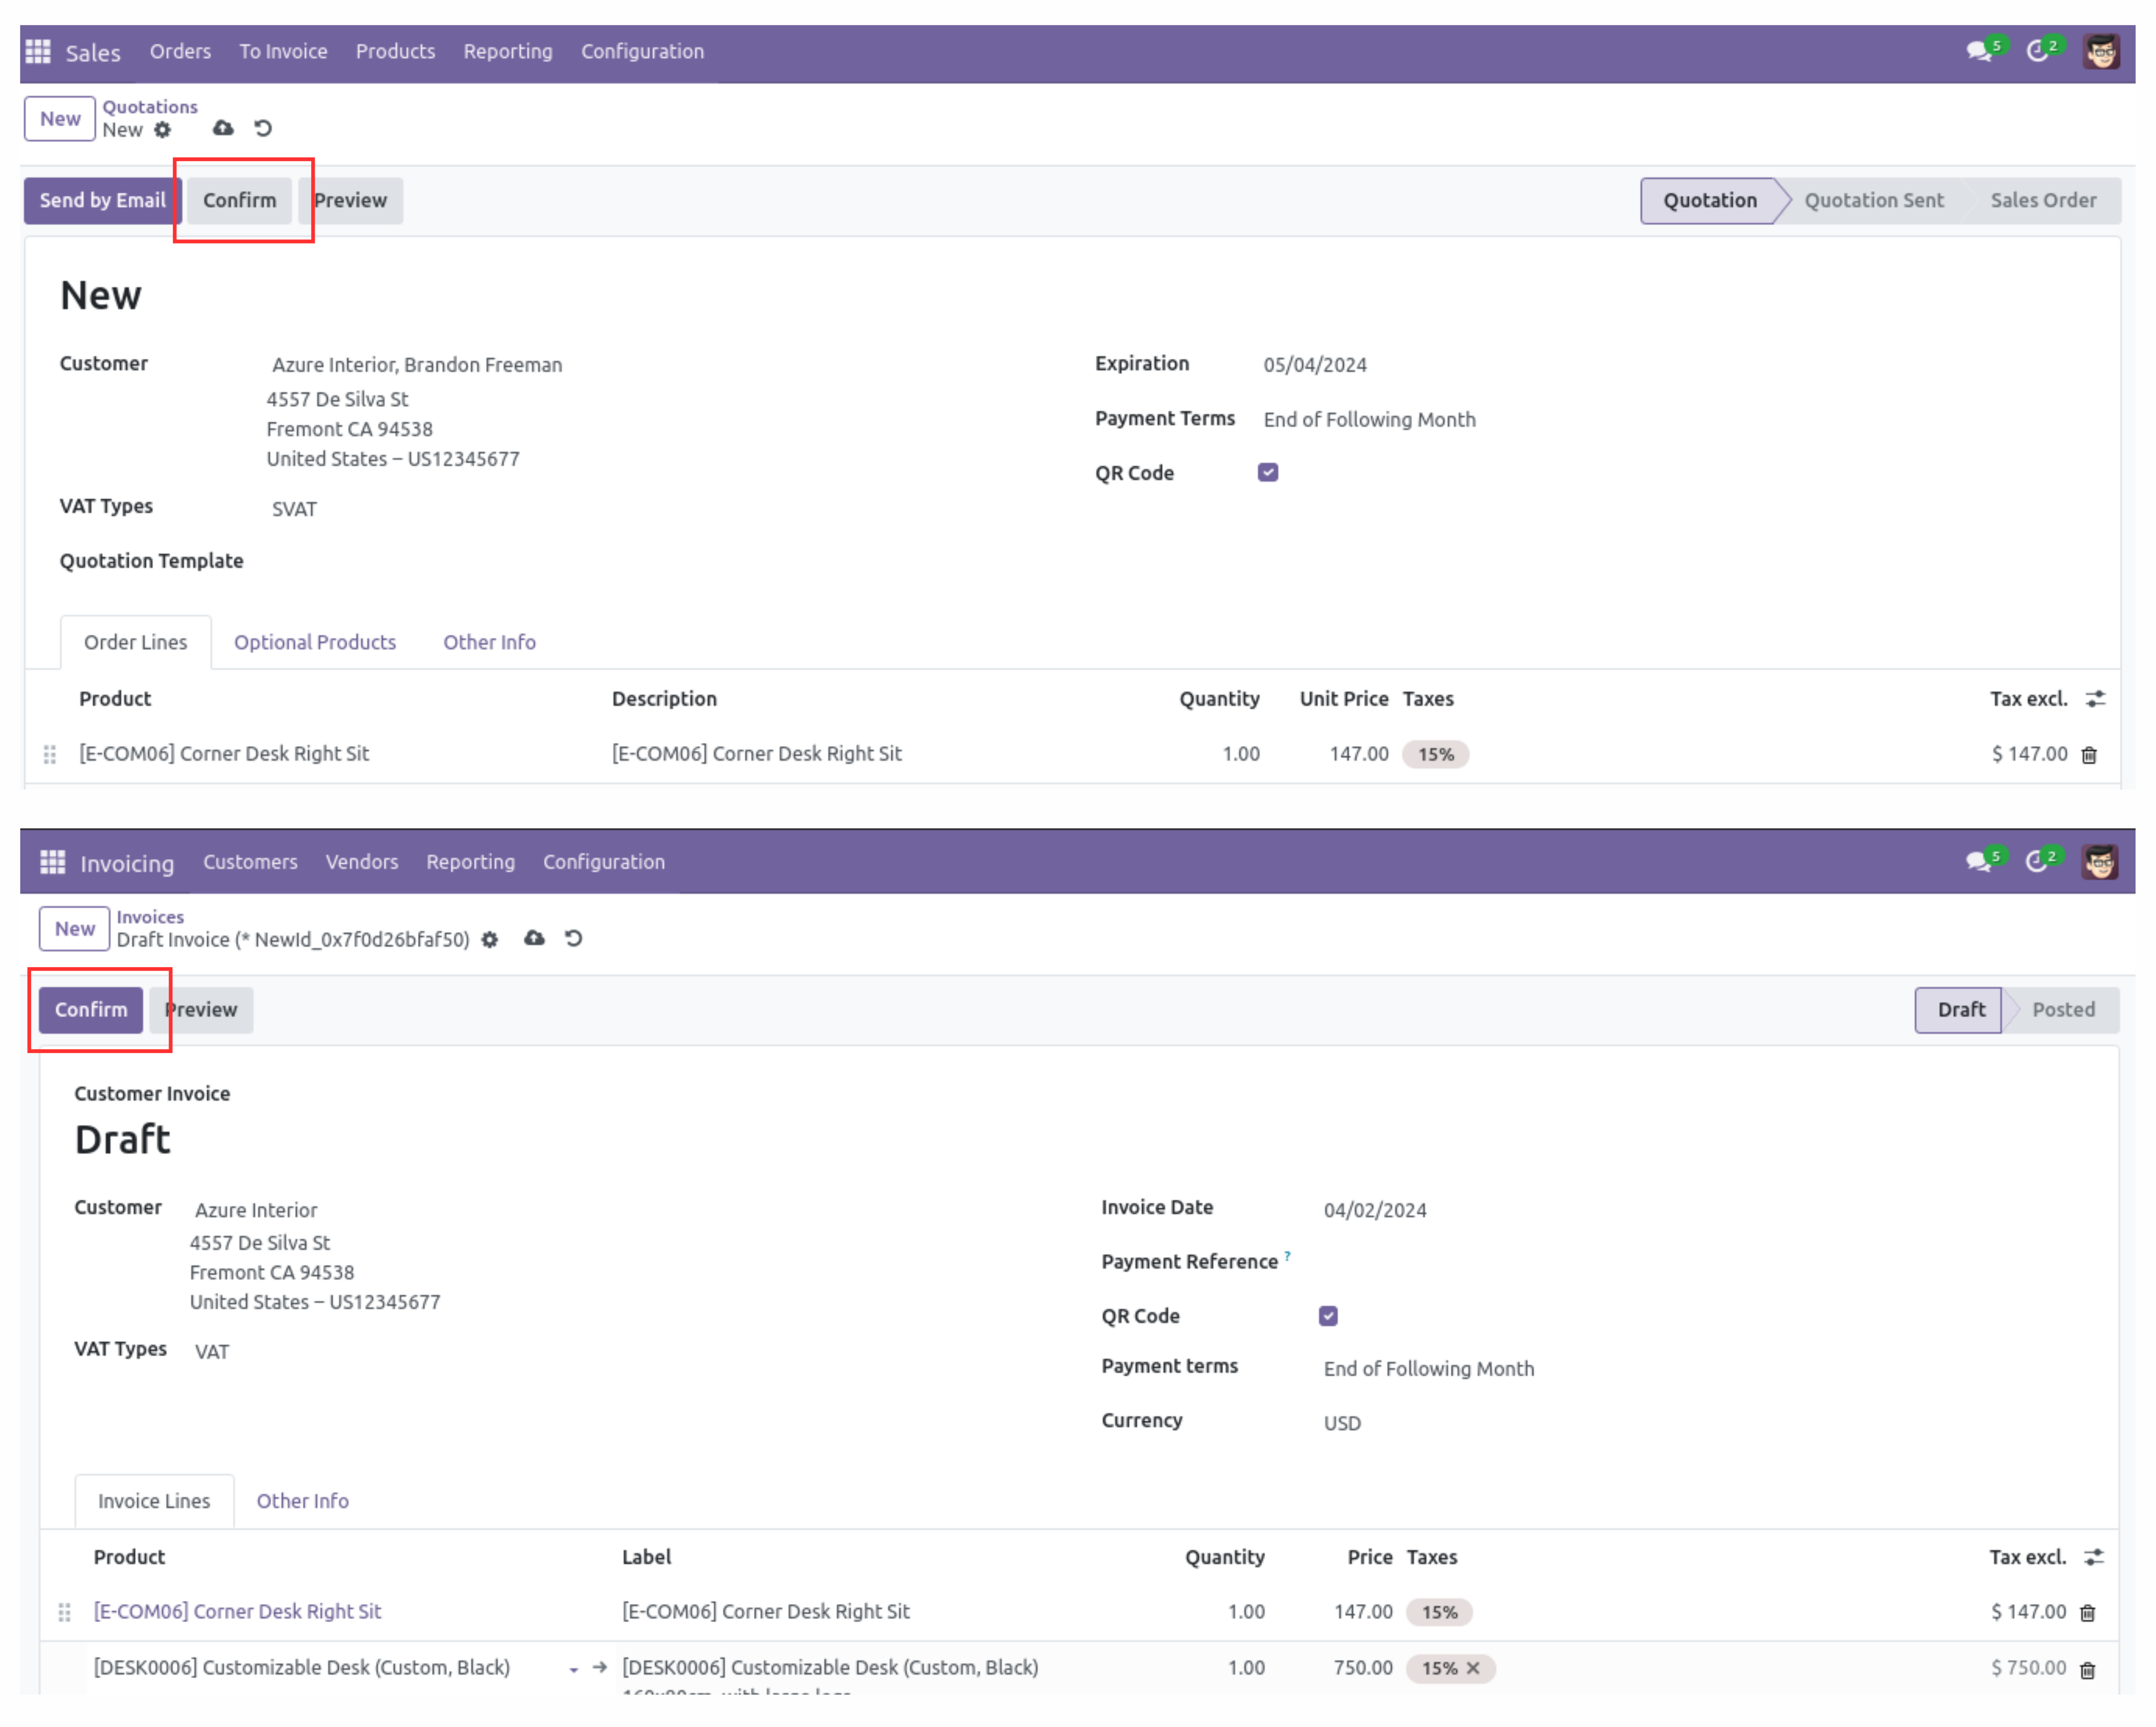 Sales Orders To Invoice Products Reporting Configuration 5 2
New Quotations
New
Send by Email Confirm Preview Quotation Quotation Sent Sales Order
New
Customer Azure Interior, Brandon Freeman Expiration 05/04/2024
4557 De Silva St
Fremont CA 94538 Payment Terms End of Following Month
United States – US12345677
QR Code
VAT Types SVAT
Quotation Template
Order Lines Optional Products Other Info
Product Description Quantity Unit Price Taxes Tax excl.
[E-COM06] Corner Desk Right Sit [E-COM06] Corner Desk Right Sit 1.00 147.00 15% $ 147.00
Invoicing Customers Vendors Reporting Configuration 5 2
New Invoices
Draft Invoice (* NewId_0x7f0d26bfaf50)
Confirm Preview Draft Posted
Customer Invoice
Draft
Customer Azure Interior Invoice Date 04/02/2024
4557 De Silva St
Fremont CA 94538 Payment Reference ?
United States – US12345677
QR Code
VAT Types VAT Payment terms End of Following Month
Currency USD
Invoice Lines Other Info
Product Label Quantity Price Taxes Tax excl.
[E-COM06] Corner Desk Right Sit [E-COM06] Corner Desk Right Sit 1.00 147.00 15% $ 147.00
[DESK0006] Customizable Desk (Custom, Black) [DESK0006] Customizable Desk (Custom, Black) 1.00 750.00 15% $ 750.00